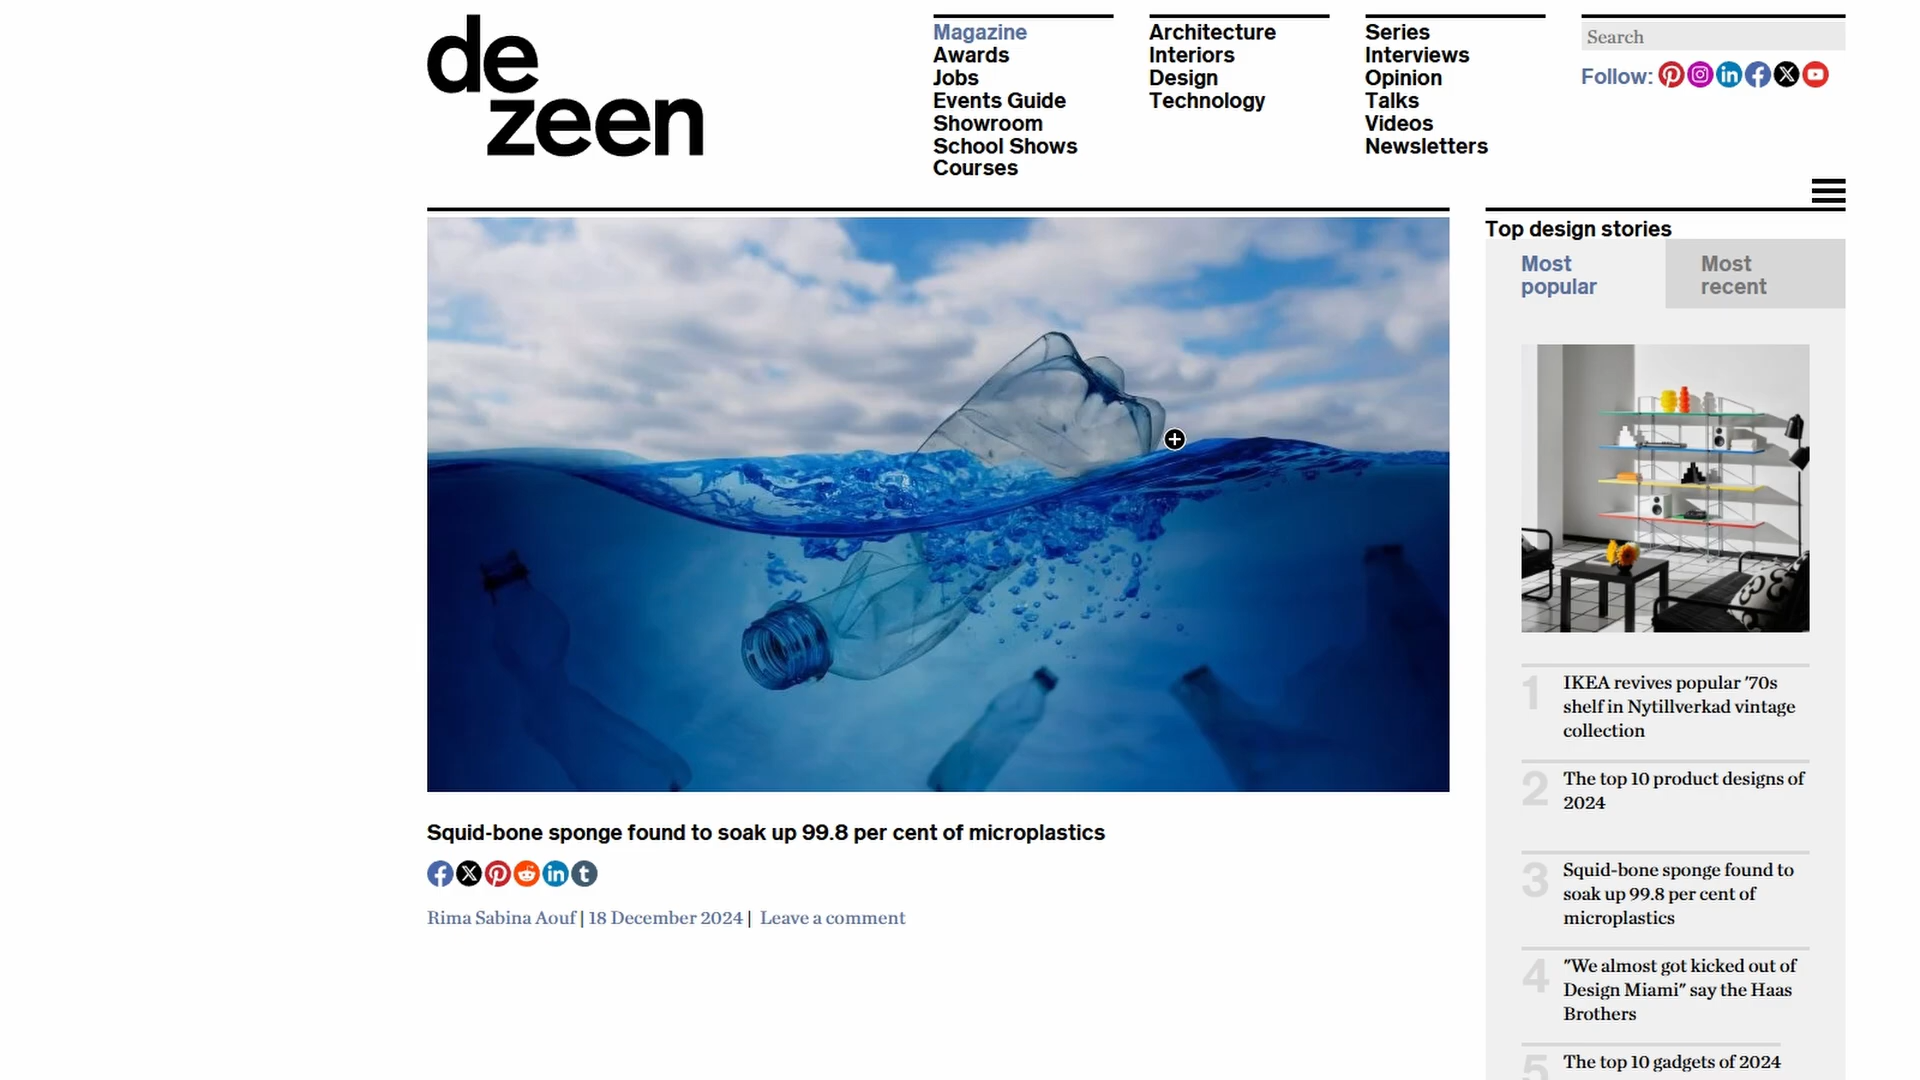 de
zeen
Magazine
Awards
Jobs
Events Guide
Showroom
School Shows
Courses
Architecture
Interiors
Design
Technology
Series
Interviews
Opinion
Talks
Videos
Newsletters
Search
Follow:
Top design stories
Most
popular
Most
recent
1
IKEA revives popular '70s
shelf in Nytillverkad vintage
collection
2
The top 10 product designs of
2024
3
Squid-bone sponge found to
soak up 99.8 per cent of
microplastics
4
"We almost got kicked out of
Design Miami" say the Haas
Brothers
5
The top 10 gadgets of 2024
Squid-bone sponge found to soak up 99.8 per cent of microplastics
Rima Sabina Aouf | 18 December 2024 | Leave a comment